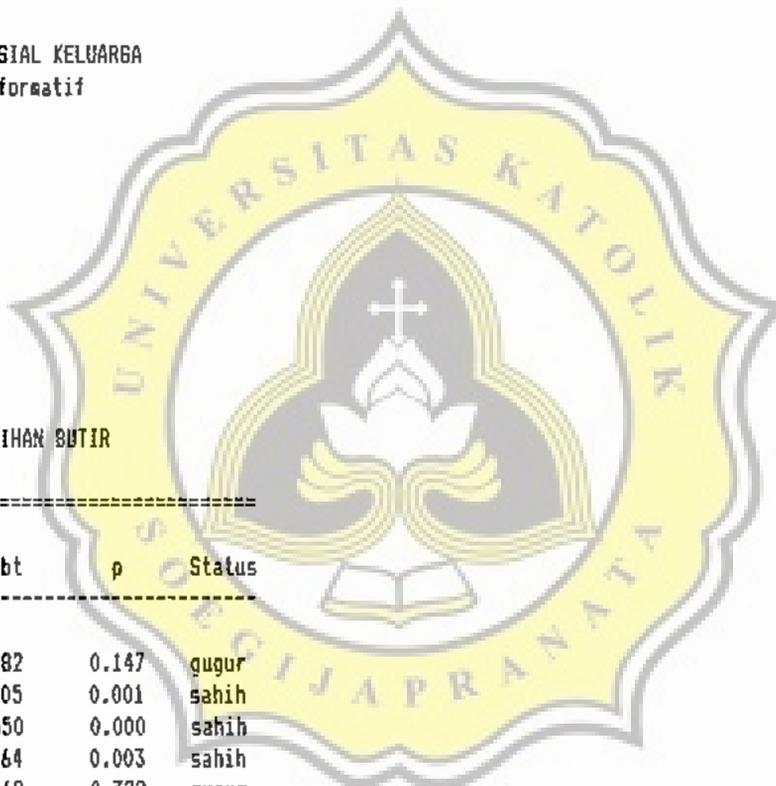 SIAL KELUARGA
formatif
UNIVERSITAS KATOLIK
IHAN BUTIR
==========================
bt p Status
--------------------------
82 0.147 gugur
05 0.001 sahih
50 0.000 sahih
64 0.003 sahih
SOEGIJAPRANATA